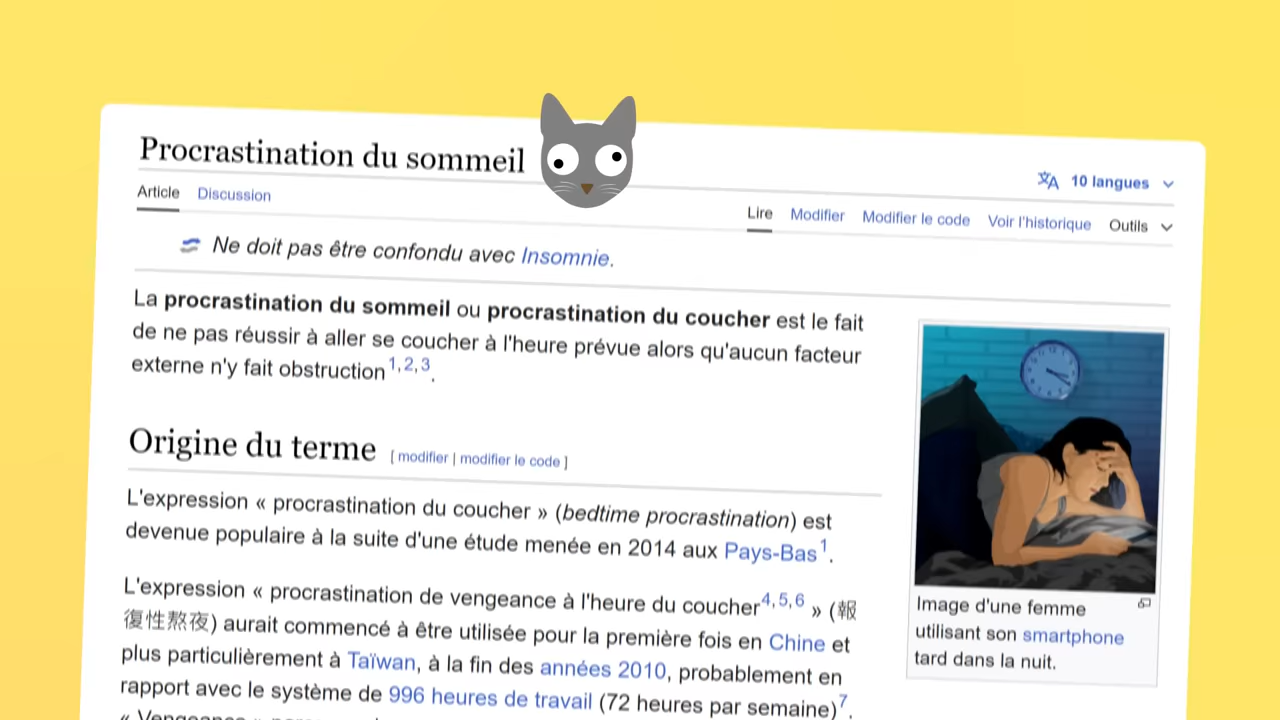 Procrastination du sommeil
10 langues
Article Discussion
Lire Modifier Modifier le code Voir l'historique Outils
Ne doit pas être confondu avec Insomnie.
La procrastination du sommeil ou procrastination du coucher est le fait
de ne pas réussir à aller se coucher à l'heure prévue alors qu'aucun facteur
externe n'y fait obstruction1, 2, 3.
Origine du terme [ modifier | modifier le code ]
L'expression « procrastination du coucher » (bedtime procrastination) est
devenue populaire à la suite d'une étude menée en 2014 aux Pays-Bas1.
L'expression « procrastination de vengeance à l'heure du coucher4, 5, 6 » (報
復性熬夜) aurait commencé à être utilisée pour la première fois en Chine et
plus particulièrement à Taïwan, à la fin des années 2010, probablement en
rapport avec le système de 996 heures de travail (72 heures par semaine)7.
« Vengeance »
Image d'une femme
utilisant son smartphone
tard dans la nuit.